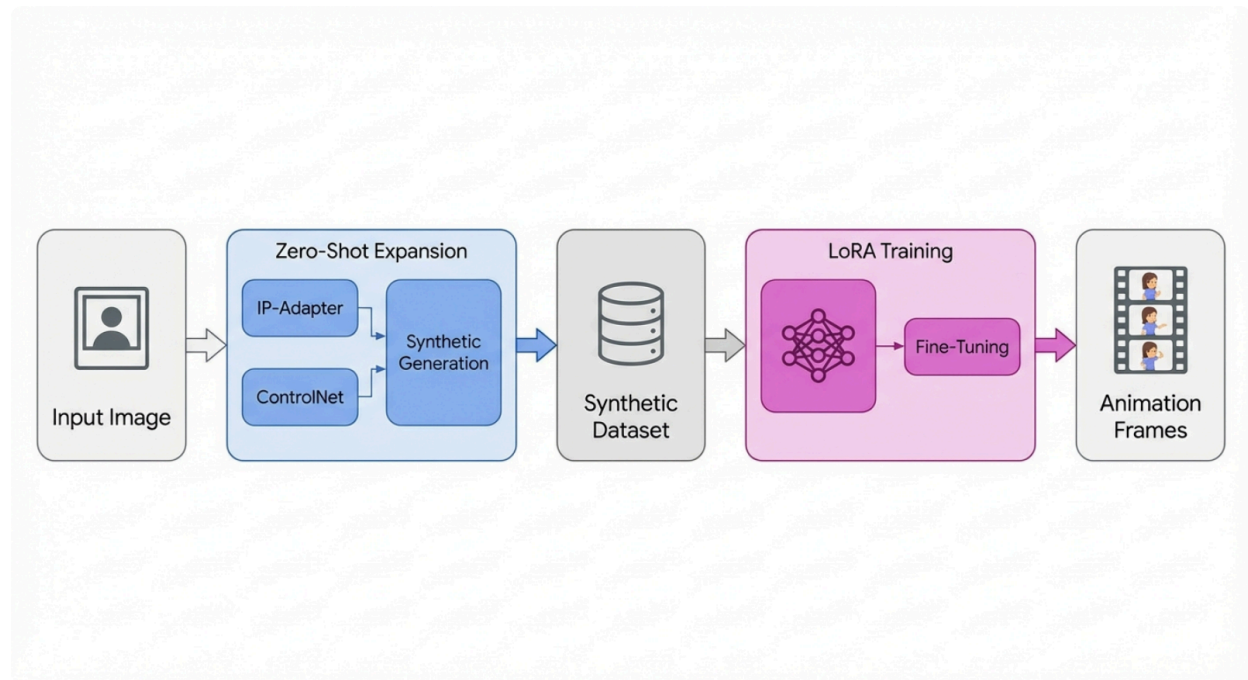 Input Image
Zero-Shot Expansion
IP-Adapter
ControlNet
Synthetic
Generation
Synthetic
Dataset
LoRA Training
Fine-Tuning
Animation
Frames